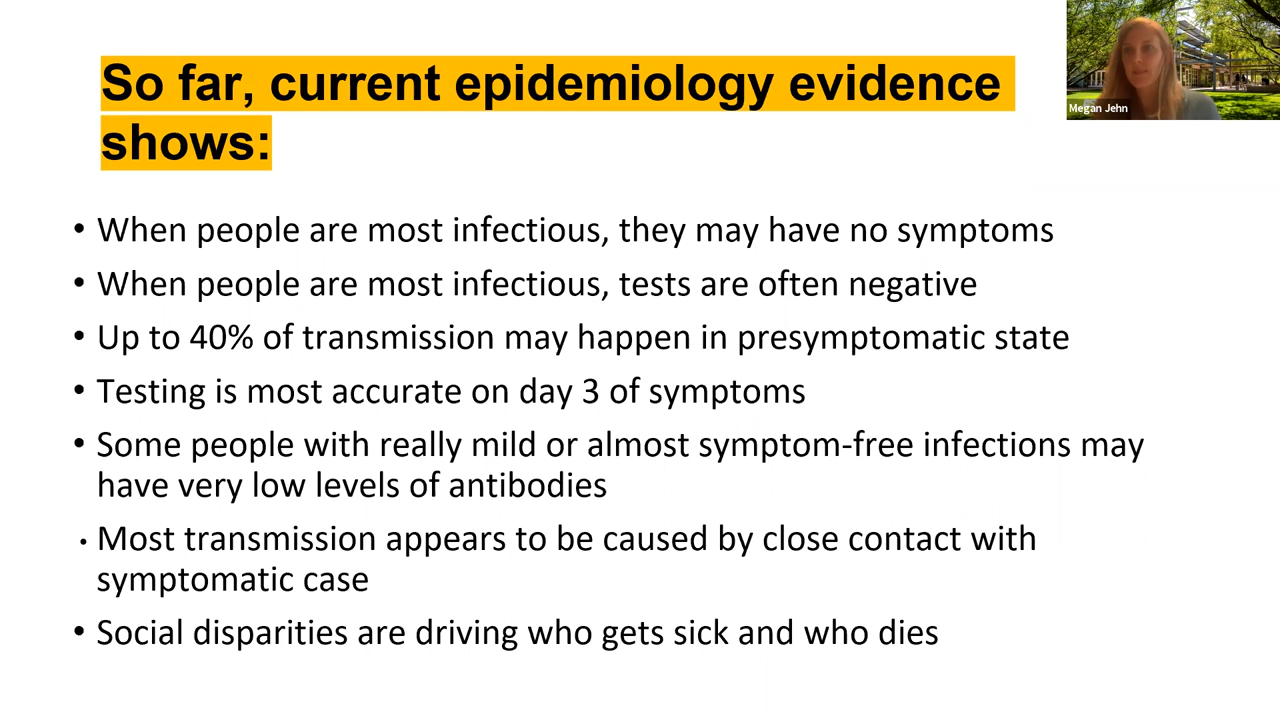 So far, current epidemiology evidence
shows:
Megan Jehn
• When people are most infectious, they may have no symptoms
• When people are most infectious, tests are often negative
• Up to 40% of transmission may happen in presymptomatic state
• Testing is most accurate on day 3 of symptoms
• Some people with really mild or almost symptom-free infections may
have very low levels of antibodies
• Most transmission appears to be caused by close contact with
symptomatic case
• Social disparities are driving who gets sick and who dies